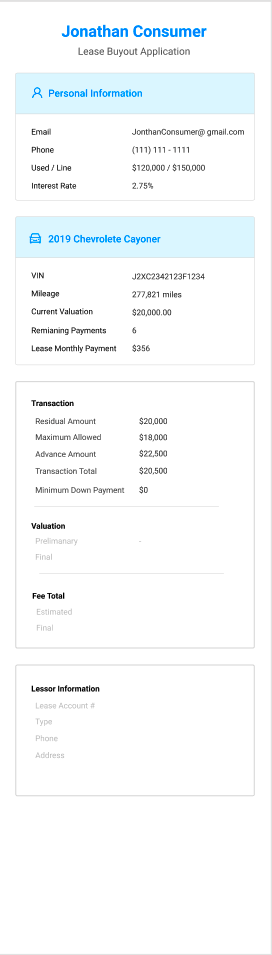 Jonathan Consumer
Lease Buyout Application
Personal Information
Email JonthanConsumer@ gmail.com
Phone (111) 111 - 1111
Used / Line $120,000 / $150,000
Interest Rate 2.75%
2019 Chevrolete Cayoner
VIN J2XC2342123F1234
Mileage 277,821 miles
Current Valuation $20,000.00
Remianing Payments 6
Lease Monthly Payment $356
Transaction
Residual Amount $20,000
Maximum Allowed $18,000
Advance Amount $22,500
Transaction Total $20,500
Minimum Down Payment $0
Valuation
Prelimanary -
Final
Fee Total
Estimated
Final
Lessor Information
Lease Account #
Type
Phone
Address